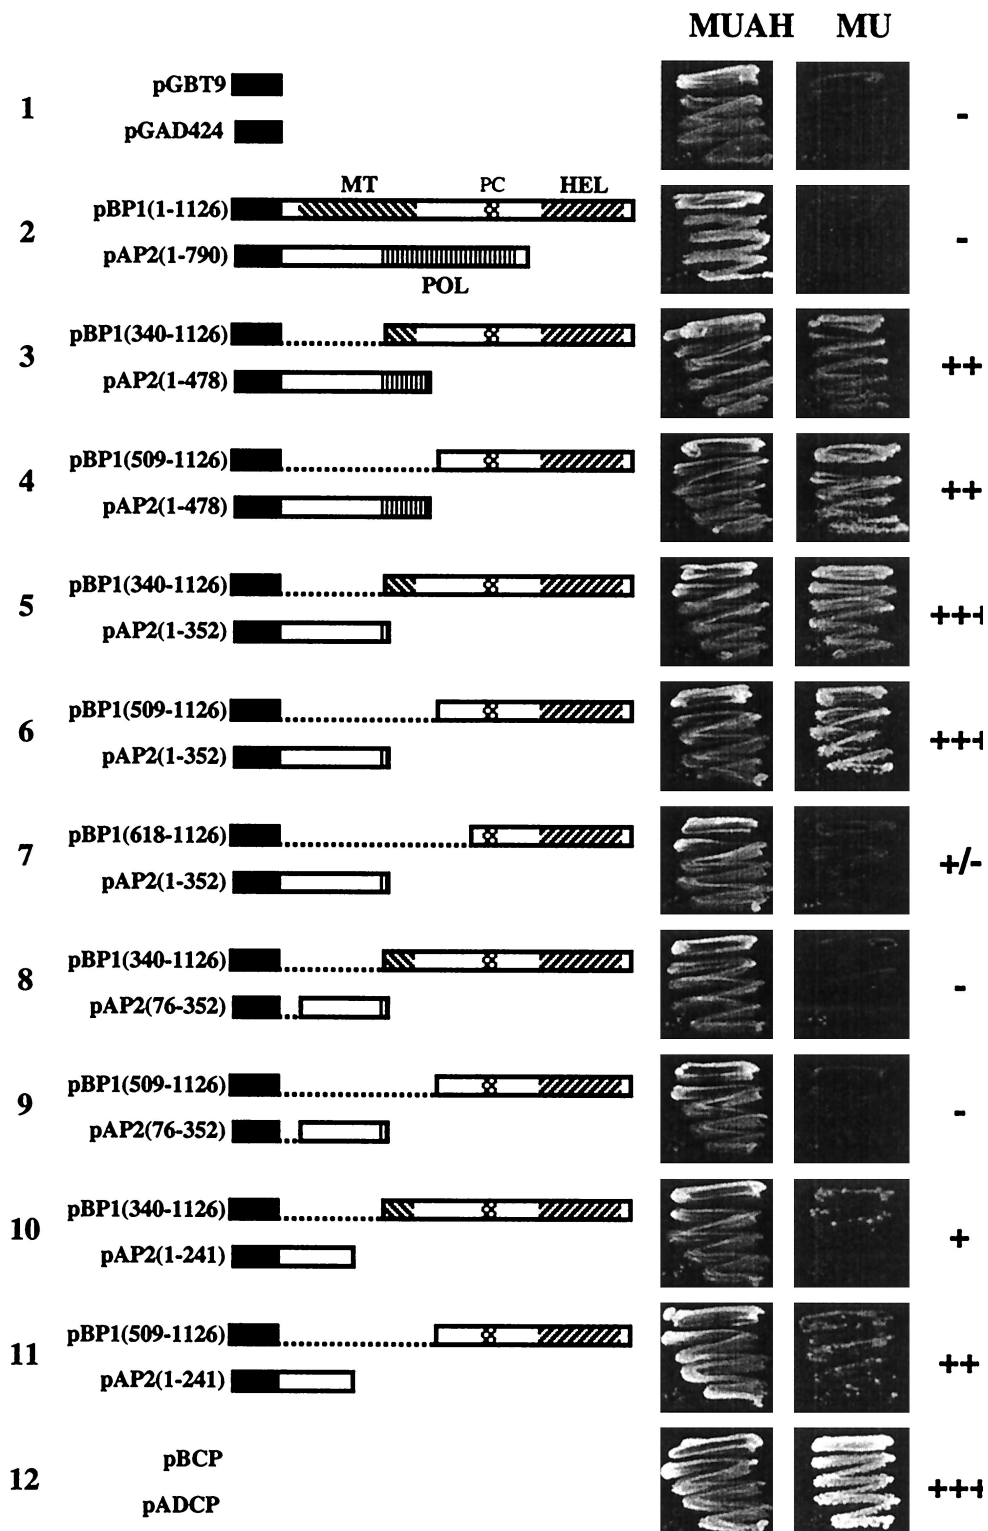 MUAH MU
1
pGBT9
pGAD424
-
2
MT PC HEL
pBP1(1-1126)
pAP2(1-790)
POL
-
3
pBP1(340-1126)
pAP2(1-478)
++
4
pBP1(509-1126)
pAP2(1-478)
++
5
pBP1(340-1126)
pAP2(1-352)
+++
6
pBP1(509-1126)
pAP2(1-352)
+++
7
pBP1(618-1126)
pAP2(1-352)
+/-
8
pBP1(340-1126)
pAP2(76-352)
-
9
pBP1(509-1126)
pAP2(76-352)
-
10
pBP1(340-1126)
pAP2(1-241)
+
11
pBP1(509-1126)
pAP2(1-241)
++
12
pBCP
pADCP
+++